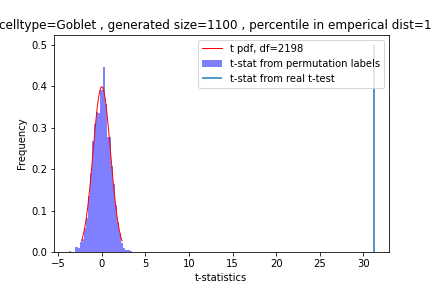 celltype=Goblet , generated size=1100 , percentile in emperical dist=1
t pdf, df=2198
t-stat from permutation labels
t-stat from real t-test
Frequency
0.5
0.4
0.3
0.2
0.1
0.0
-5 0 5 10 15 20 25 30
t-statistics